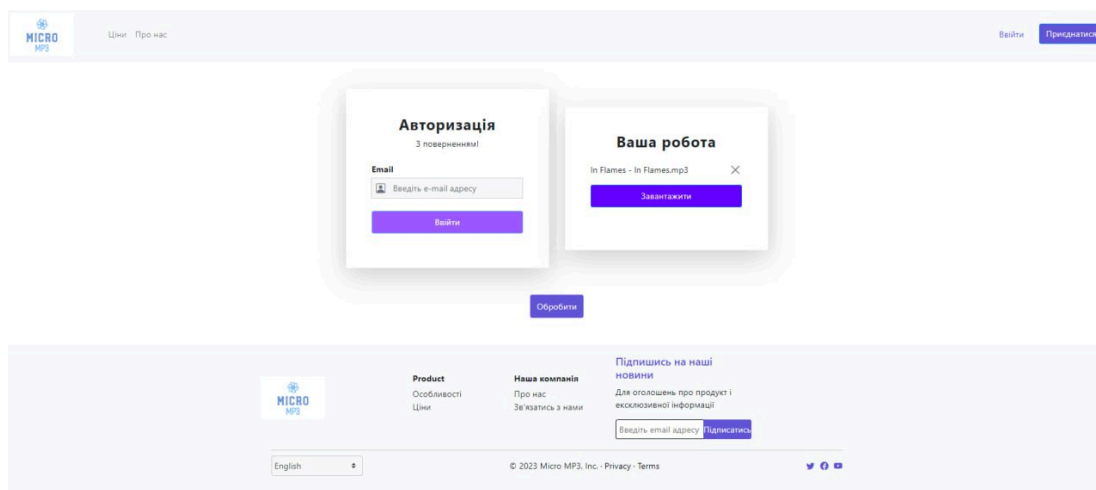 MICRO
MP3
Ціни Про нас
Ввійти
Приєднатися
Авторизація
З поверненням!
Email
Введіть e-mail адресу
Ввійти
Ваша робота
In Flames - In Flames.mp3
Завантажити
Обробити
MICRO
MP3
Product
Особливості
Ціни
Наша компанія
Про нас
Зв'язатись з нами
Підпишись на наші
новини
Для оголошень про продукт і
ексклюзивної інформації
Введіть email адресу
Підписатись
English
© 2023 Micro MP3, Inc. · Privacy · Terms